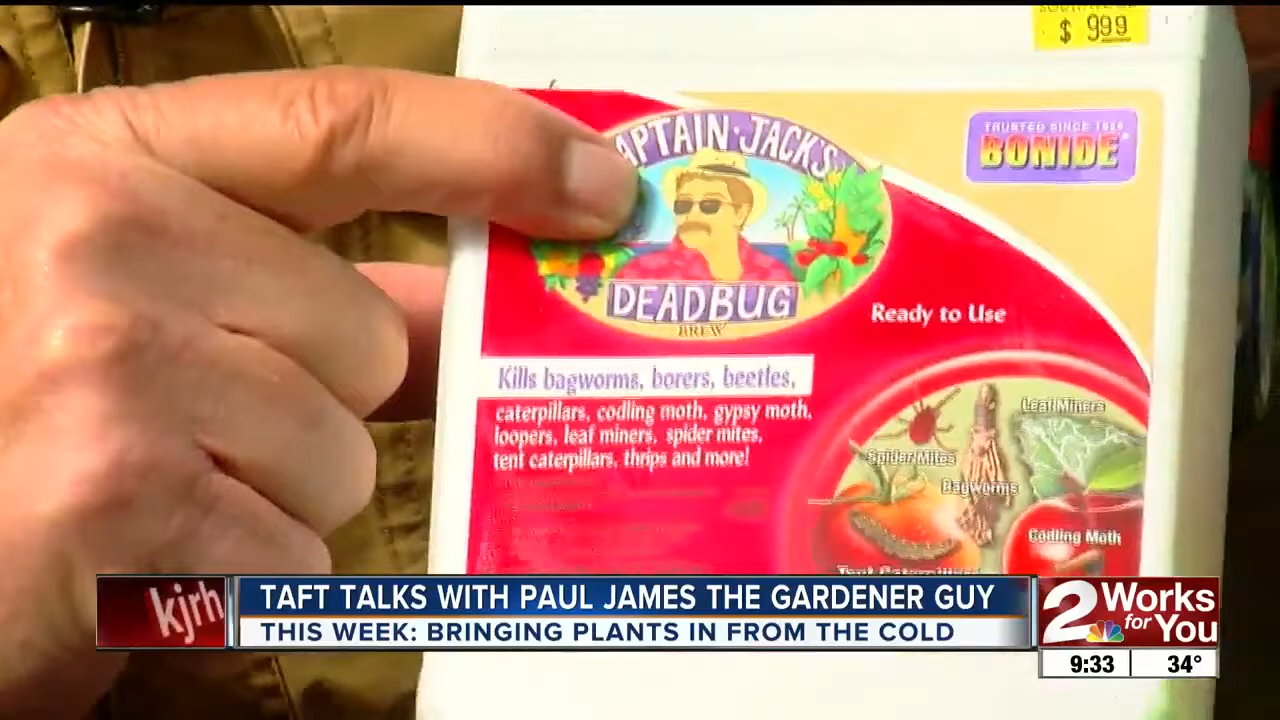 $ 9.99
APTAIN JACK'S
DEADBUG
BREW
TRUSTED SINCE 1926
BONIDE
Ready to Use
Kills bagworms, borers, beetles,
caterpillars, codling moth, gypsy moth,
loopers, leaf miners, spider mites,
tent caterpillars, thrips and more!
Leaf Miners
Spider Mites
Bagworms
Codling Moth
Tent Caterpillars
kjrh
TAFT TALKS WITH PAUL JAMES THE GARDENER GUY
THIS WEEK: BRINGING PLANTS IN FROM THE COLD
2 Works
for You
9:33 34°